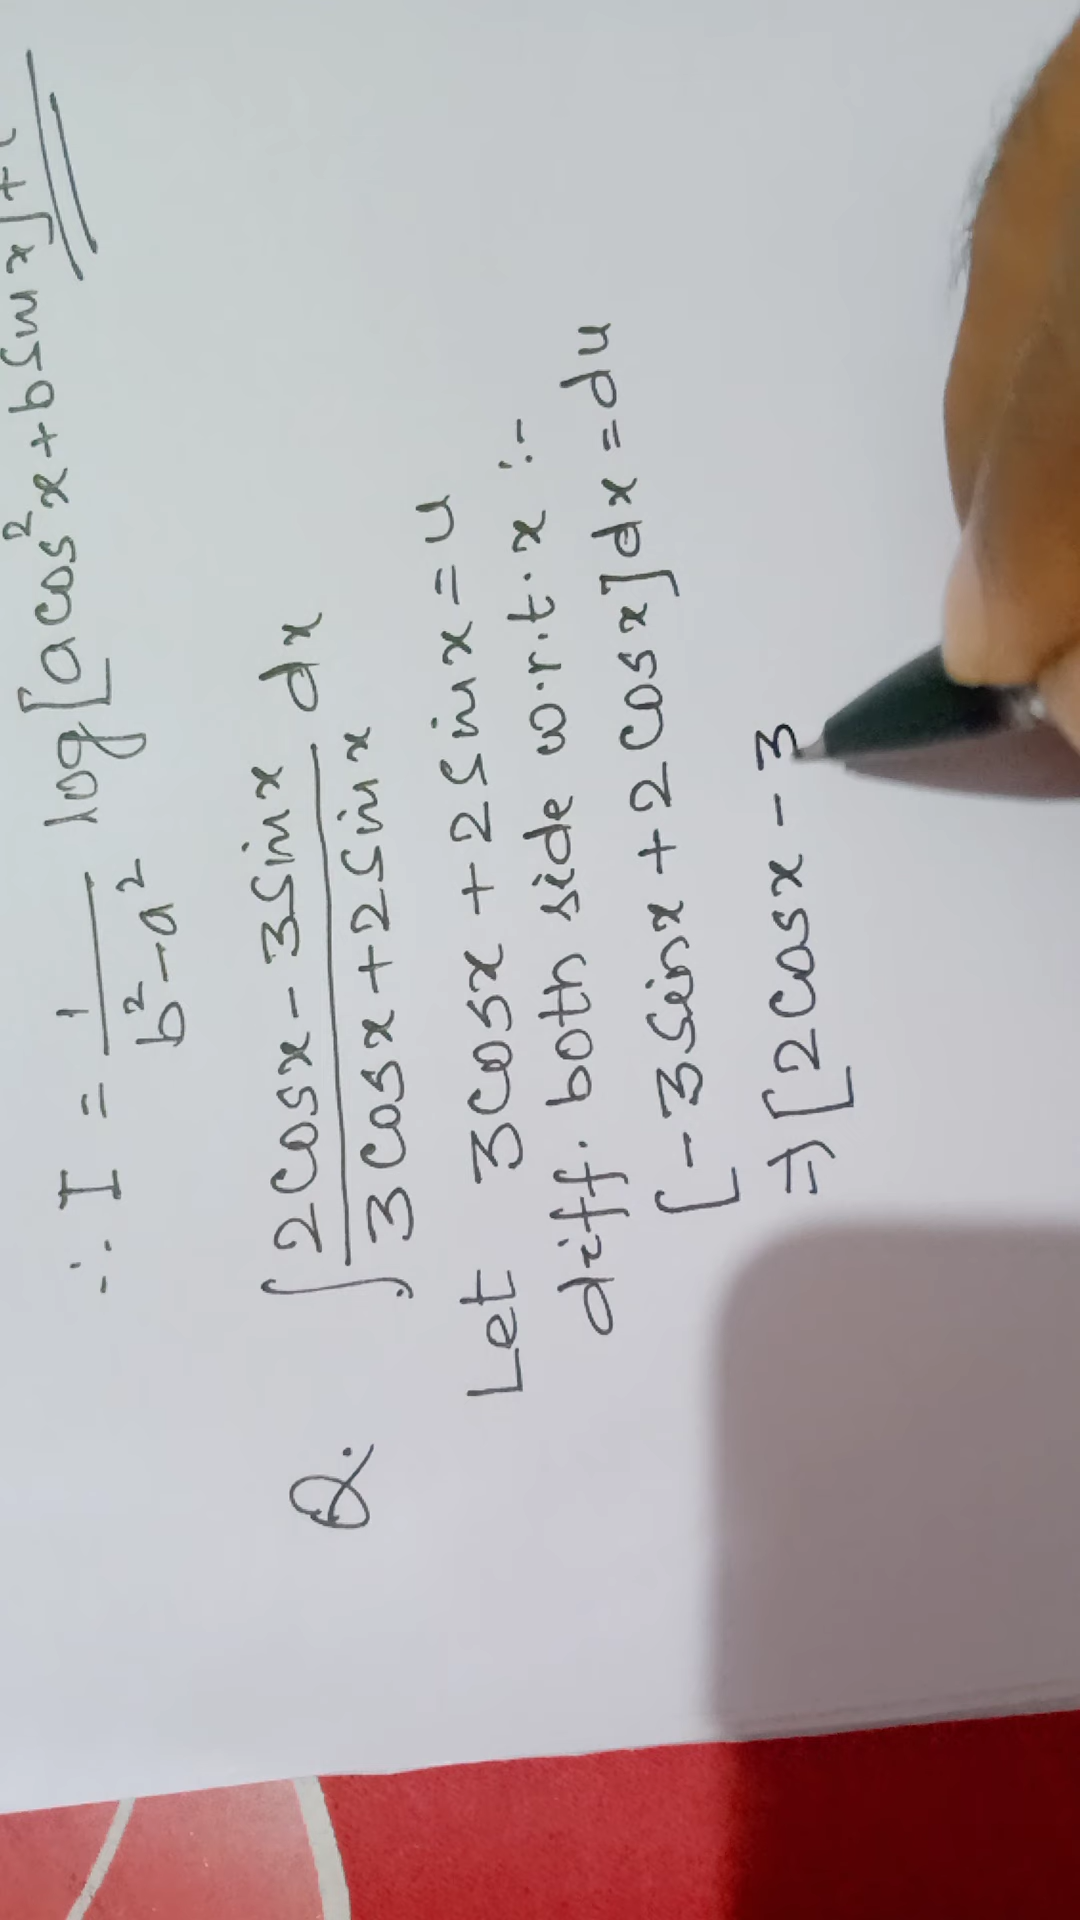 ∴ I = 1/(b²-a²) log[acos²x+bsin²x]+
Q. ∫ (2cosx-3sinx)/(3cosx+2sinx) dx
Let 3cosx+2sinx=u
diff. both side w.r.t.x :-
[-3sinx+2cosx]dx=du
⇒[2cosx-3